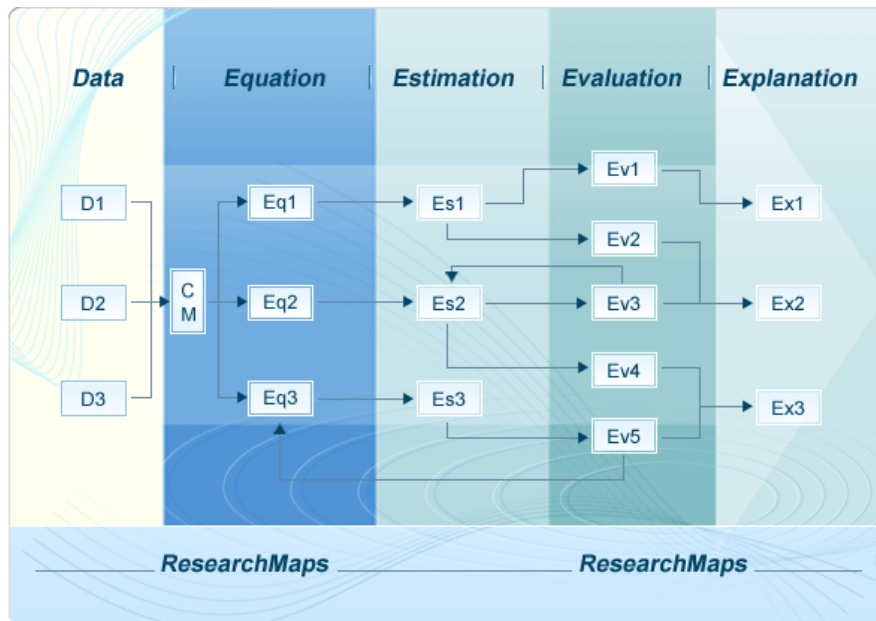 Data | Equation | Estimation | Evaluation | Explanation
Ev1
D1 Eq1 Es1 Ex1
Ev2
C
M
D2 Eq2 Es2 Ev3 Ex2
Ev4
D3 Eq3 Es3 Ex3
Ev5
ResearchMaps ResearchMaps